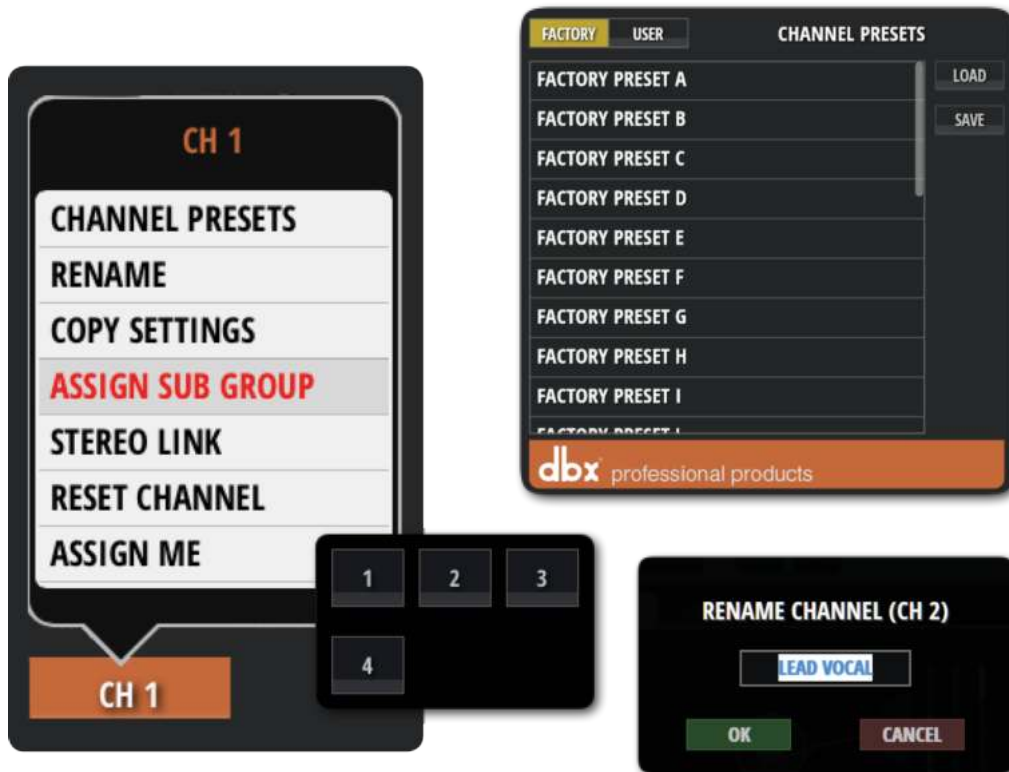 CH 1
CHANNEL PRESETS
RENAME
COPY SETTINGS
ASSIGN SUB GROUP
STEREO LINK
RESET CHANNEL
ASSIGN ME
CH 1
1 2 3
4
FACTORY USER CHANNEL PRESETS
FACTORY PRESET A
FACTORY PRESET B
FACTORY PRESET C
FACTORY PRESET D
FACTORY PRESET E
FACTORY PRESET F
FACTORY PRESET G
FACTORY PRESET H
FACTORY PRESET I
FACTORY PRESET
LOAD
SAVE
dbx professional products
RENAME CHANNEL (CH 2)
LEAD VOCAL
OK CANCEL